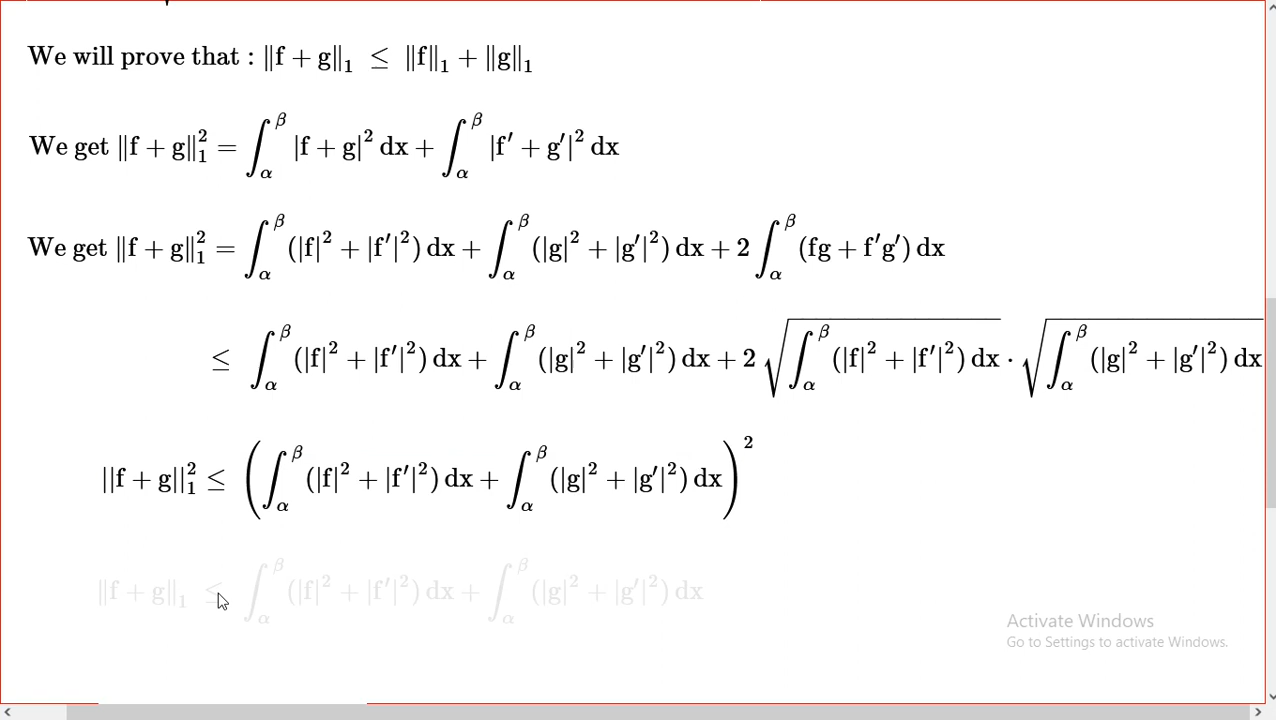 We will prove that : ‖f + g‖₁ ≤ ‖f‖₁ + ‖g‖₁
We get ‖f + g‖₁² = ∫_α^β |f + g|² dx + ∫_α^β |f′ + g′|² dx
We get ‖f + g‖₁² = ∫_α^β (|f|² + |f′|²) dx + ∫_α^β (|g|² + |g′|²) dx + 2 ∫_α^β (fg + f′g′) dx
≤ ∫_α^β (|f|² + |f′|²) dx + ∫_α^β (|g|² + |g′|²) dx + 2 √(∫_α^β (|f|² + |f′|²) dx) · √(∫_α^β (|g|² + |g′|²) dx
||f + g||₁² ≤ (∫_α^β (|f|² + |f′|²) dx + ∫_α^β (|g|² + |g′|²) dx)²
‖f + g‖₁ ≤ ∫_α^β (|f|² + |f′|²) dx + ∫_α^β (|g|² + |g′|²) dx
Activate Windows
Go to Settings to activate Windows.